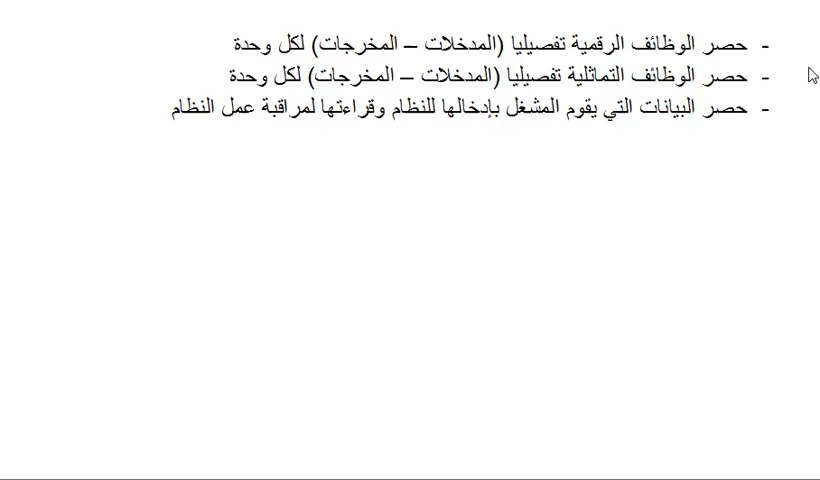 - حصر الوظائف الرقمية تفصيليا (المدخلات – المخرجات) لكل وحدة
- حصر الوظائف التماثلية تفصيليا (المدخلات – المخرجات) لكل وحدة
- حصر البيانات التي يقوم المشغل بإدخالها للنظام وقراءتها لمراقبة عمل النظام